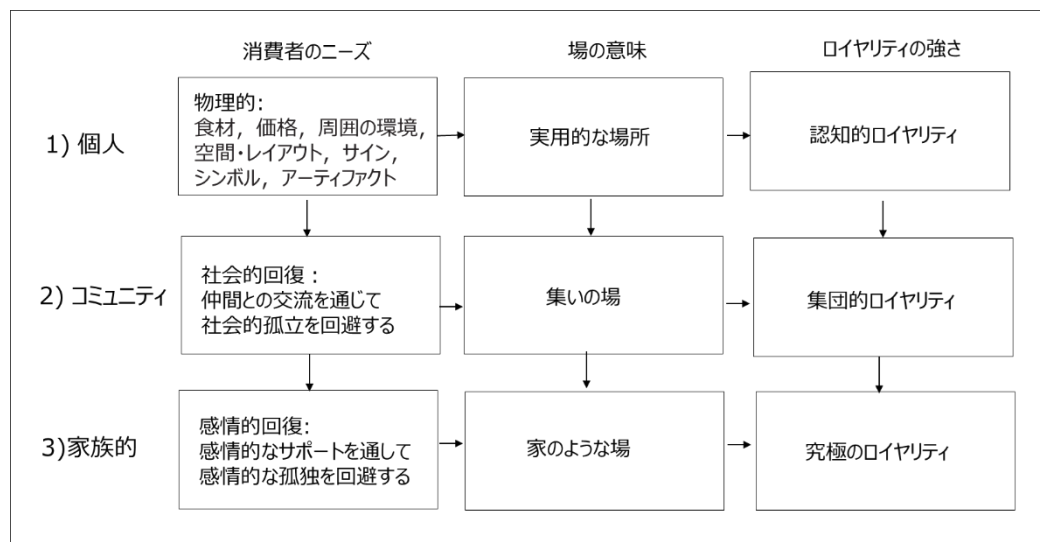 消費者のニーズ
場の意味
ロイヤリティの強さ
1) 個人
物理的：
食材，価格，周囲の環境，
空間・レイアウト，サイン，
シンボル，アーティファクト
実用的な場所
認知的ロイヤリティ
2) コミュニティ
社会的回復：
仲間との交流を通じて
社会的孤立を回避する
集いの場
集団的ロイヤリティ
3)家族的
感情的回復：
感情的なサポートを通して
感情的な孤独を回避する
家のような場
究極のロイヤリティ